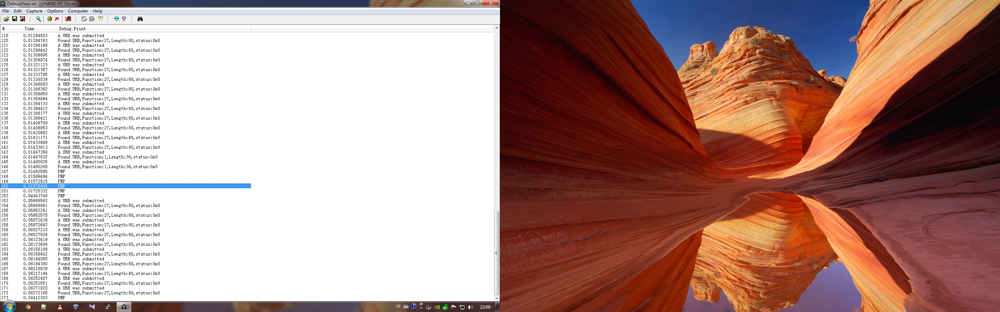 DebugView on \\SHANE-PC (local)
File Edit Capture Options Computer Help
# Time Debug Print
119 0.01284503 A URB was submitted
120 0.01284783 Found URB,Function:27,Length:80,status:0x0
121 0.01296198 A URB was submitted
122 0.01296442 Found URB,Function:27,Length:80,status:0x0
123 0.01308695 A URB was submitted
124 0.01308974 Found URB,Function:27,Length:80,status:0x0
125 0.01321123 A URB was submitted
126 0.01321367 Found URB,Function:27,Length:80,status:0x0
127 0.01333795 A URB was submitted
128 0.01334039 Found URB,Function:27,Length:80,status:0x0
129 0.01346083 A URB was submitted
130 0.01346362 Found URB,Function:27,Length:80,status:0x0
131 0.01358650 A URB was submitted
132 0.01358894 Found URB,Function:27,Length:80,status:0x0
133 0.01384133 A URB was submitted
134 0.01384412 Found URB,Function:27,Length:80,status:0x0
135 0.01396177 A URB was submitted
136 0.01396421 Found URB,Function:27,Length:80,status:0x0
137 0.01408709 A URB was submitted
138 0.01408953 Found URB,Function:27,Length:80,status:0x0
139 0.01420962 A URB was submitted
140 0.01421171 Found URB,Function:27,Length:80,status:0x0
141 0.01433669 A URB was submitted
142 0.01433913 Found URB,Function:27,Length:80,status:0x0
143 0.01447388 A URB was submitted
144 0.01447632 Found URB,Function:1,Length:36,status:0x0
145 0.01460025 A URB was submitted
146 0.01460269 Found URB,Function:1,Length:36,status:0x0
147 0.01492595 PNP
148 0.01569464 PNP
149 0.01572815 PNP
150 0.01578645 PNP
151 0.01725332 PNP
152 0.04443748 PNP
153 0.05869562 A URB was submitted
154 0.05869981 Found URB,Function:27,Length:80,status:0x0
155 0.05952261 A URB was submitted
156 0.05952575 Found URB,Function:27,Length:80,status:0x0
157 0.05972438 A URB was submitted
158 0.05972682 Found URB,Function:27,Length:80,status:0x0
159 0.06027210 A URB was submitted
160 0.06027524 Found URB,Function:27,Length:80,status:0x0
161 0.06123419 A URB was submitted
162 0.06123698 Found URB,Function:27,Length:80,status:0x0
163 0.06156198 A URB was submitted
164 0.06156442 Found URB,Function:27,Length:80,status:0x0
165 0.06184055 A URB was submitted
166 0.06184300 Found URB,Function:27,Length:80,status:0x0
167 0.06216939 A URB was submitted
168 0.06217184 Found URB,Function:27,Length:80,status:0x0
169 0.06252407 A URB was submitted
170 0.06252651 Found URB,Function:27,Length:80,status:0x0
171 0.06271920 A URB was submitted
172 0.06272165 Found URB,Function:27,Length:80,status:0x0
173 0.24412303 PNP
CH 22:00